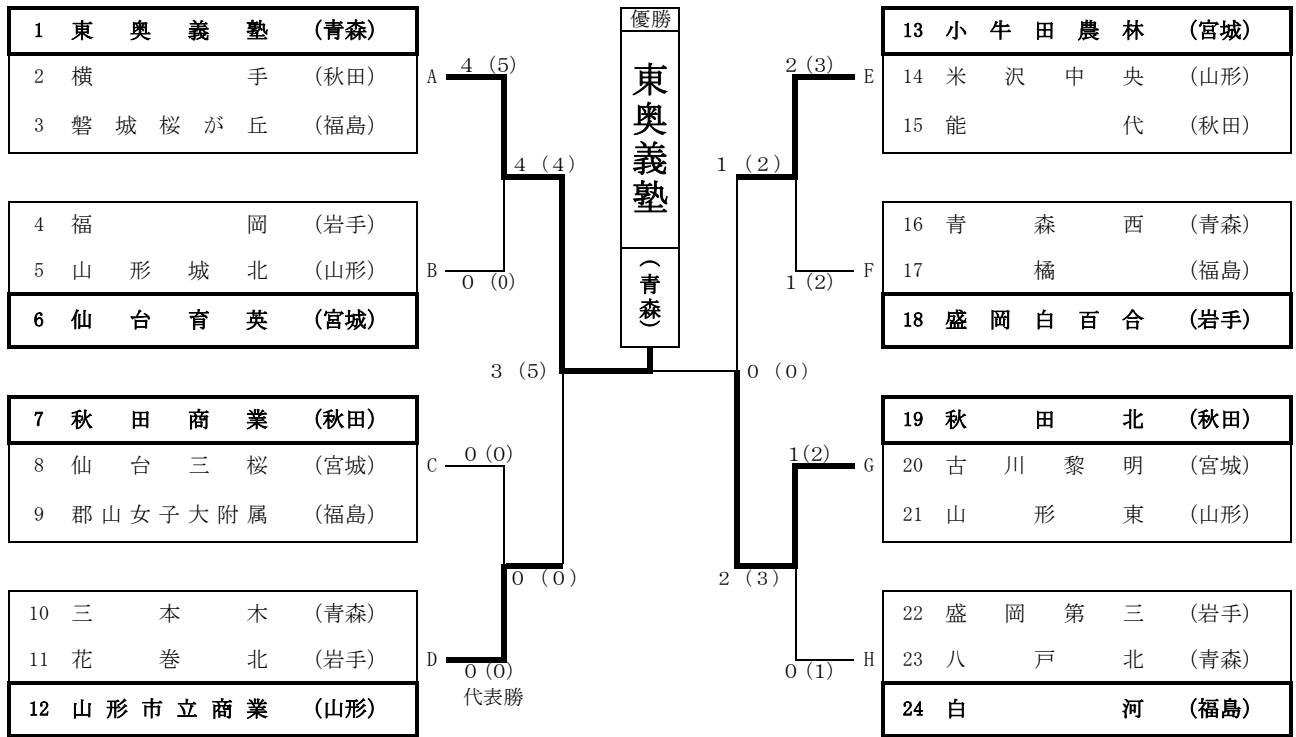 優勝
東奥義塾
(青森)
1 東奥義塾 (青森)
2 横手 (秋田)
3 磐城桜が丘 (福島)
A 4 (5)
4 福岡 (岩手)
5 山形城北 (山形)
6 仙台育英 (宮城)
B 0 (0)
4 (4)
7 秋田商業 (秋田)
8 仙台三桜 (宮城)
9 郡山女子大附属 (福島)
C 0 (0)
10 三本木 (青森)
11 花巻北 (岩手)
12 山形市立商業 (山形)
D 0 (0)
代表勝
0 (0)
3 (5)
13 小牛田農林 (宮城)
14 米沢中央 (山形)
15 能代 (秋田)
2 (3) E
16 青森西 (青森)
17 橘 (福島)
18 盛岡白百合 (岩手)
1 (2) F
1 (2)
19 秋田北 (秋田)
20 古川黎明 (宮城)
21 山形東 (山形)
1(2) G
22 盛岡第三 (岩手)
23 八戸北 (青森)
24 白河 (福島)
0 (1) H
2 (3)
0 (0)